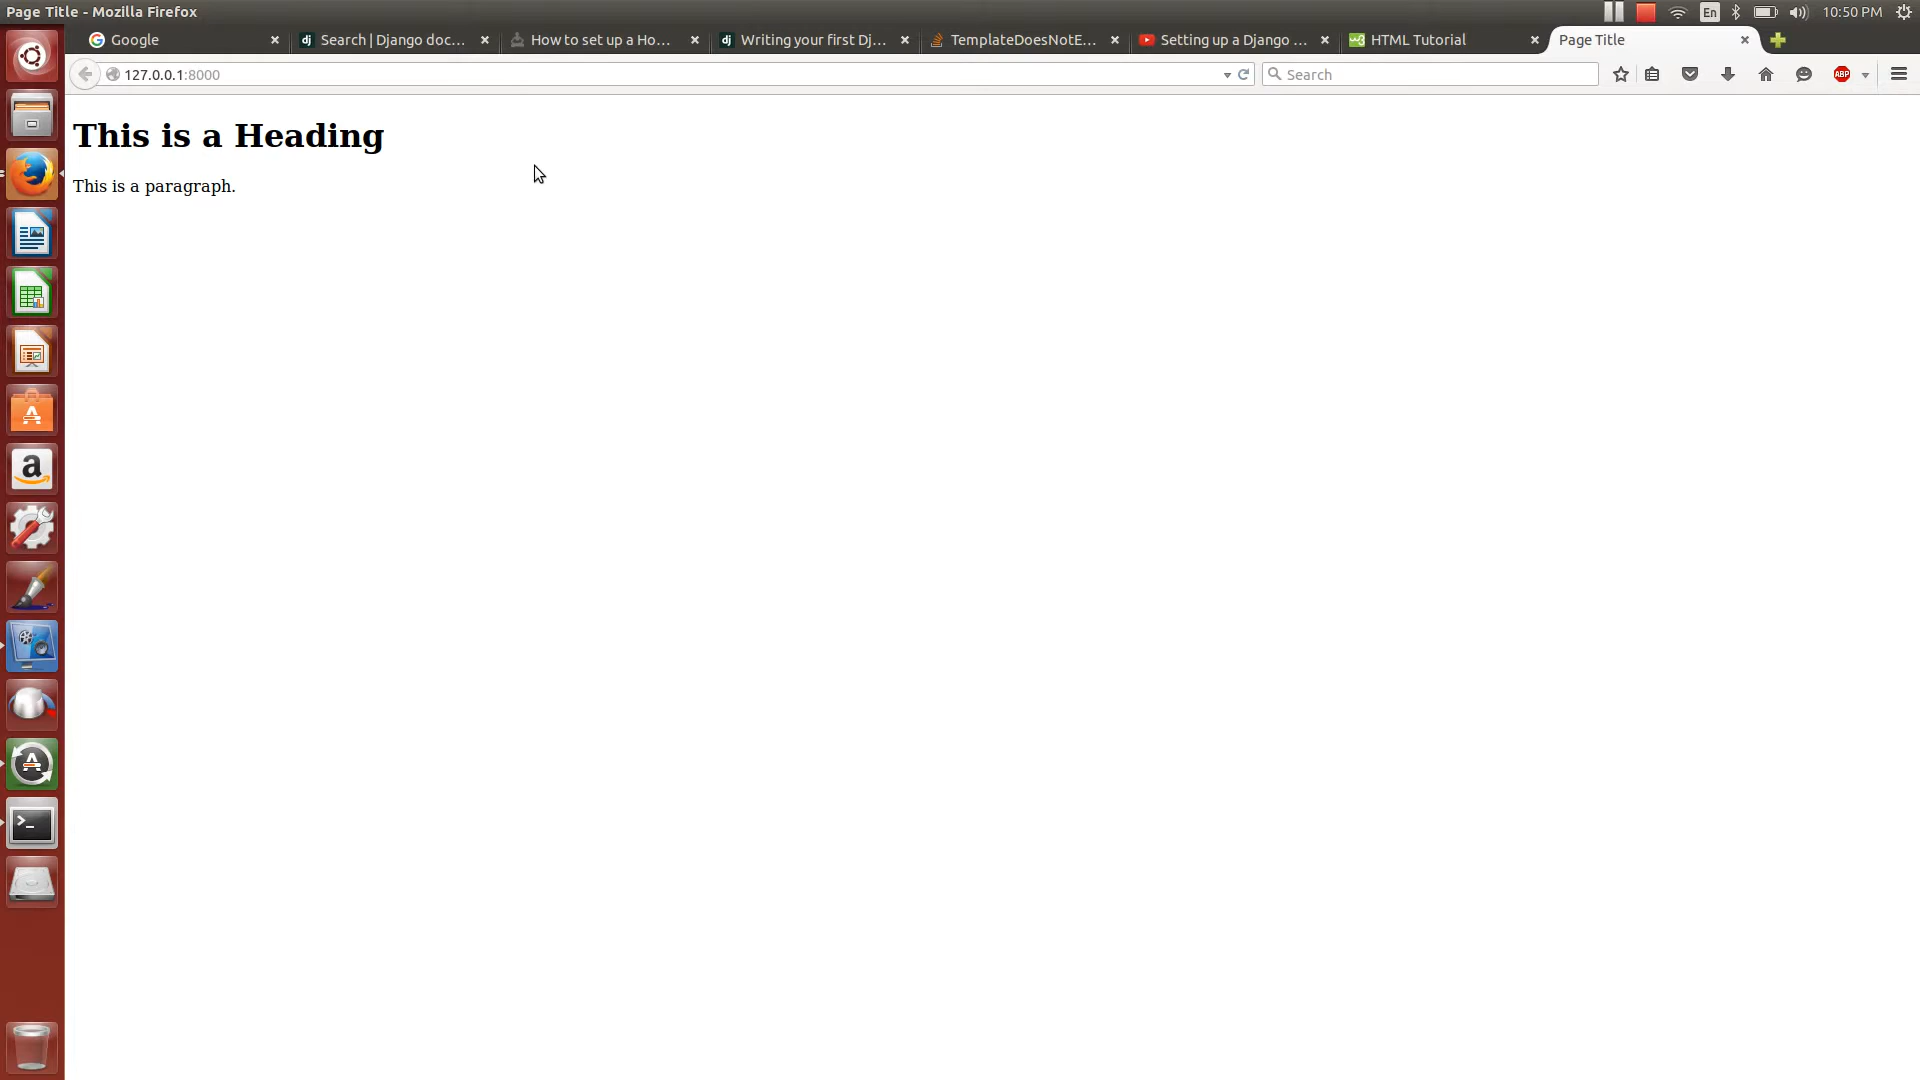 Page Title - Mozilla Firefox
En
10:50 PM
Google
Search | Django doc...
How to set up a Ho...
Writing your first Dj...
TemplateDoesNotE...
Setting up a Django ...
HTML Tutorial
Page Title
127.0.0.1:8000
Search
ABP
This is a Heading
This is a paragraph.